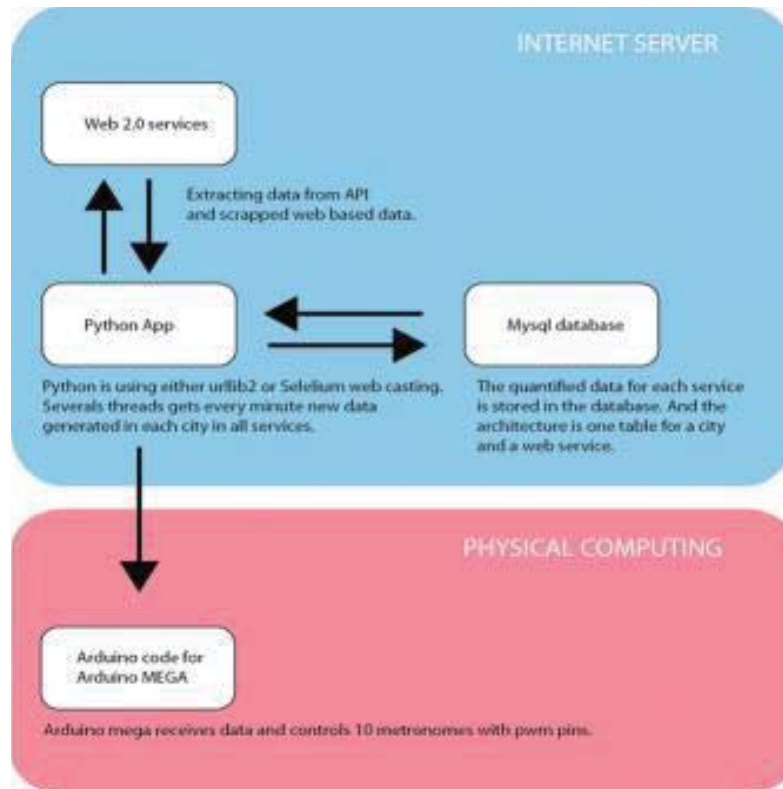 INTERNET SERVER
Web 2.0 services
Extracting data from API
and scrapped web based data.
Python App
Mysql database
Python is using either urllib2 or Selelium web casting.
Severals threads gets every minute new data
generated in each city in all services.
The quantified data for each service
is stored in the database. And the
architecture is one table for a city
and a web service.
PHYSICAL COMPUTING
Arduino code for
Arduino MEGA
Arduino mega receives data and controls 10 metronomes with pwm pins.